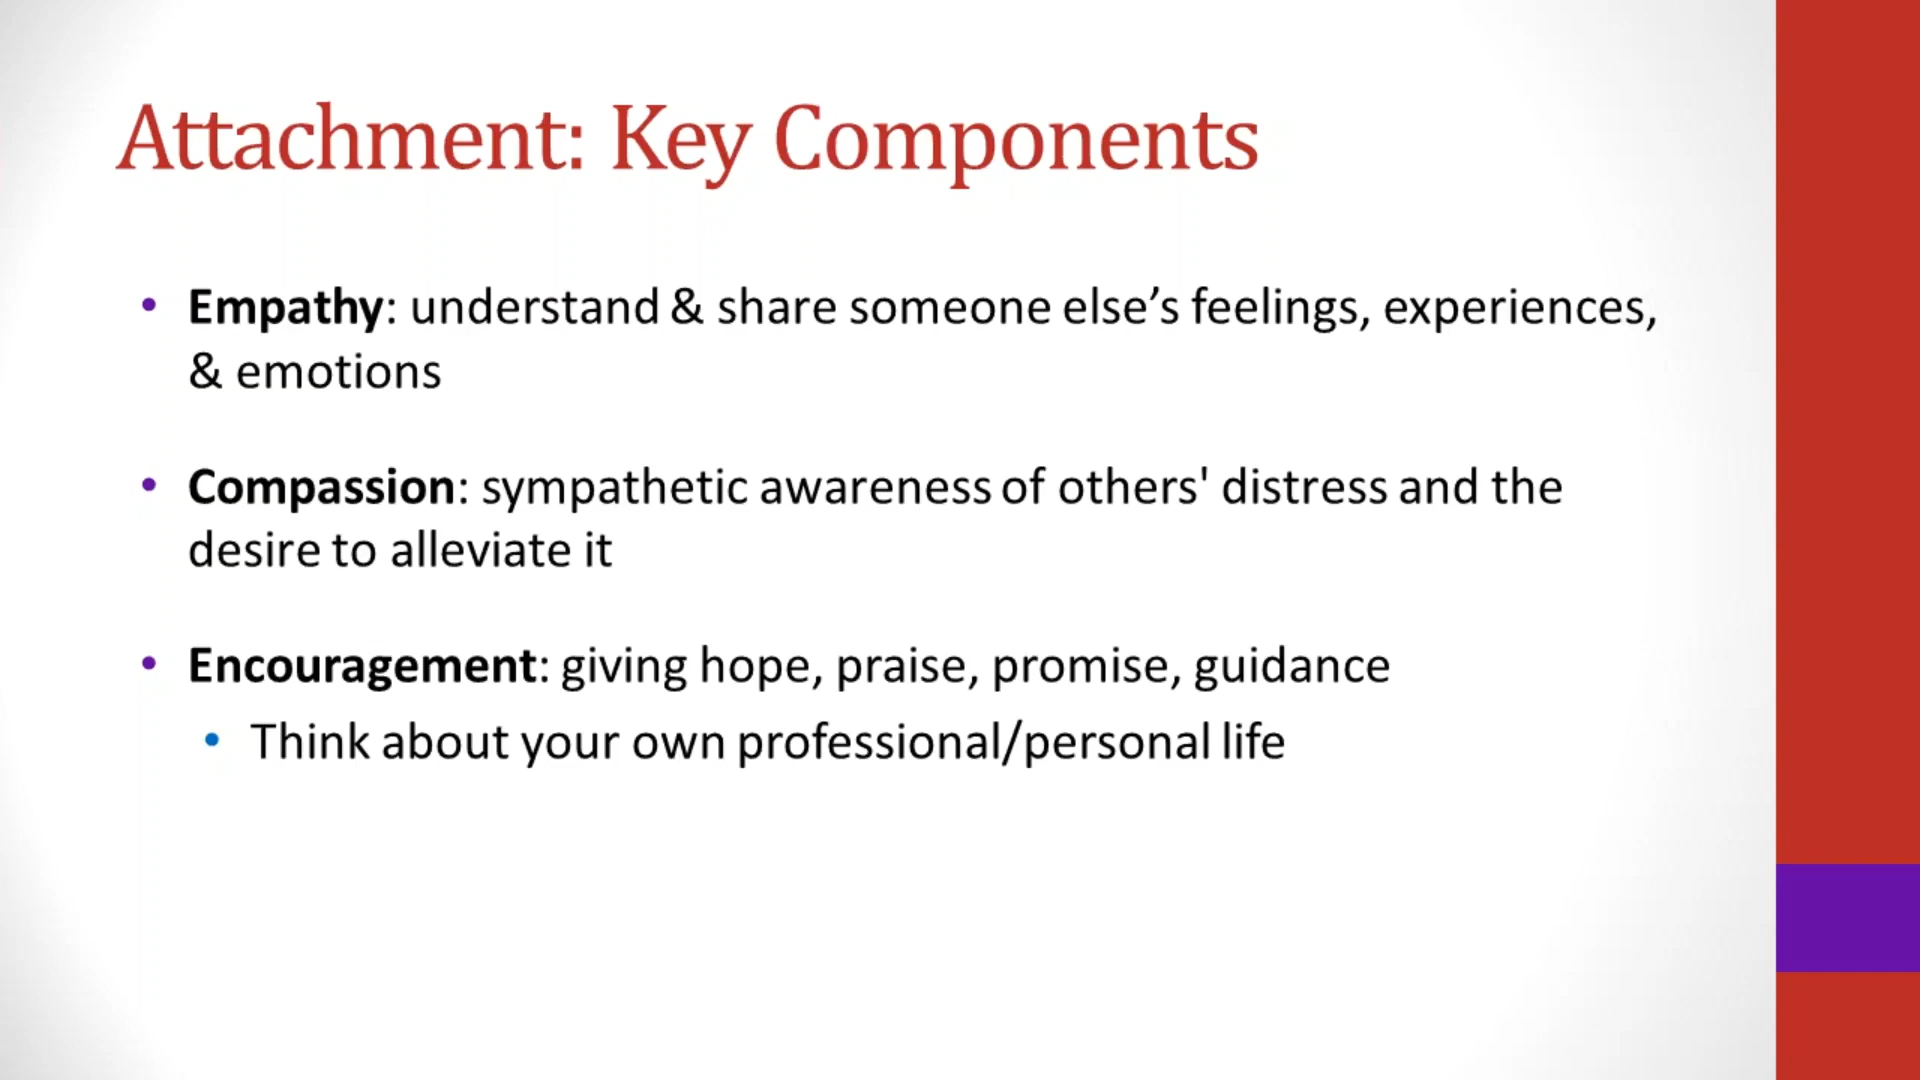 Attachment: Key Components
• Empathy: understand & share someone else’s feelings, experiences,
& emotions
• Compassion: sympathetic awareness of others' distress and the
desire to alleviate it
• Encouragement: giving hope, praise, promise, guidance
• Think about your own professional/personal life